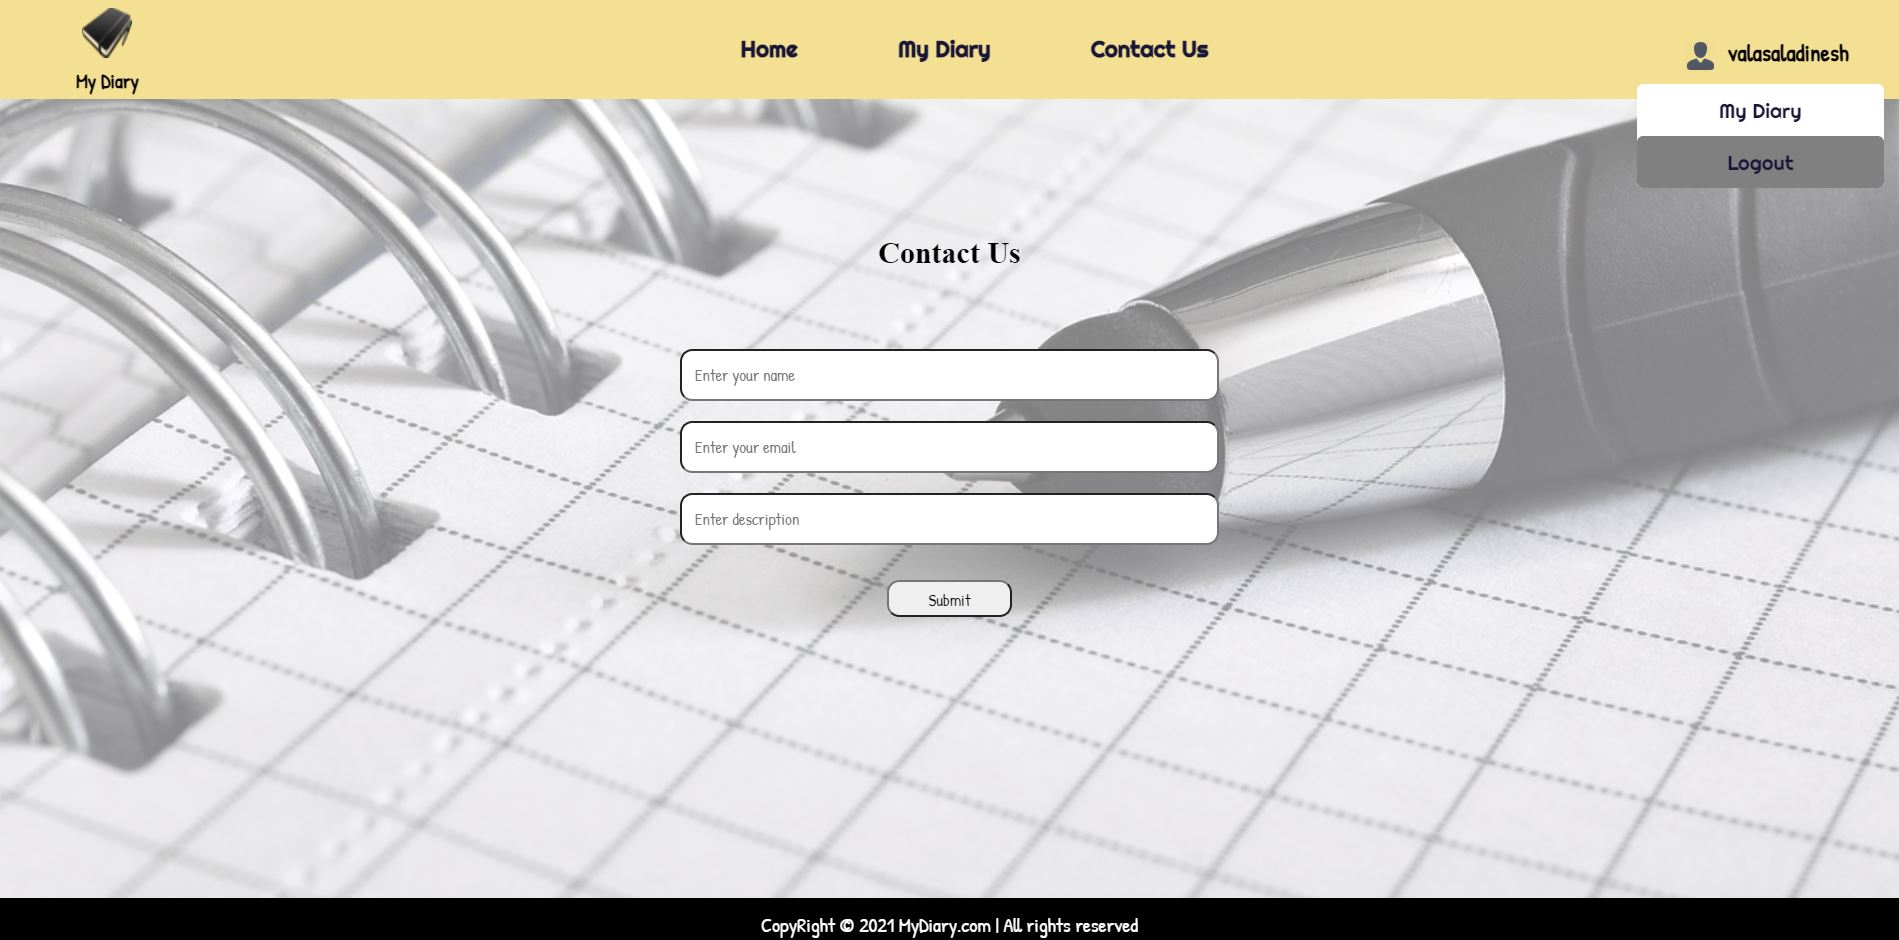 My Diary
Home
My Diary
Contact Us
valasaladinesh
My Diary
Logout
Contact Us
Enter your name
Enter your email
Enter description
Submit
CopyRight © 2021 MyDiary.com | All rights reserved